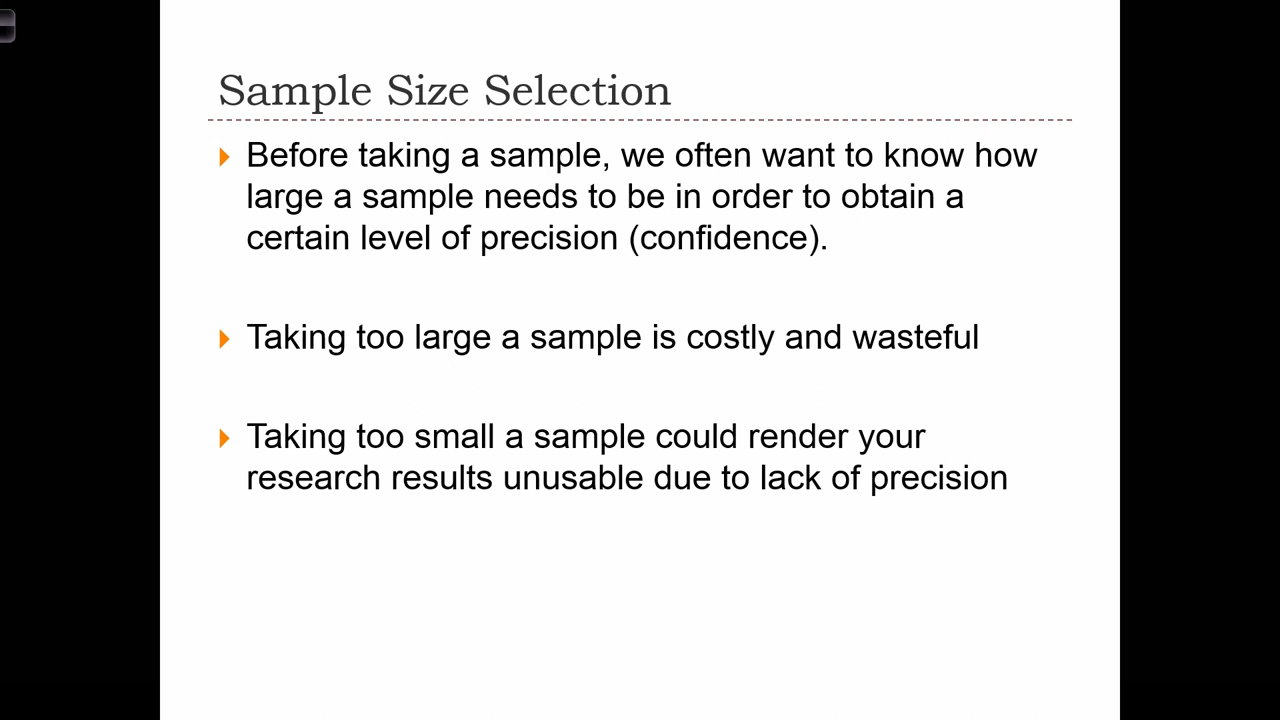 Sample Size Selection
Before taking a sample, we often want to know how
large a sample needs to be in order to obtain a
certain level of precision (confidence).
Taking too large a sample is costly and wasteful
Taking too small a sample could render your
research results unusable due to lack of precision